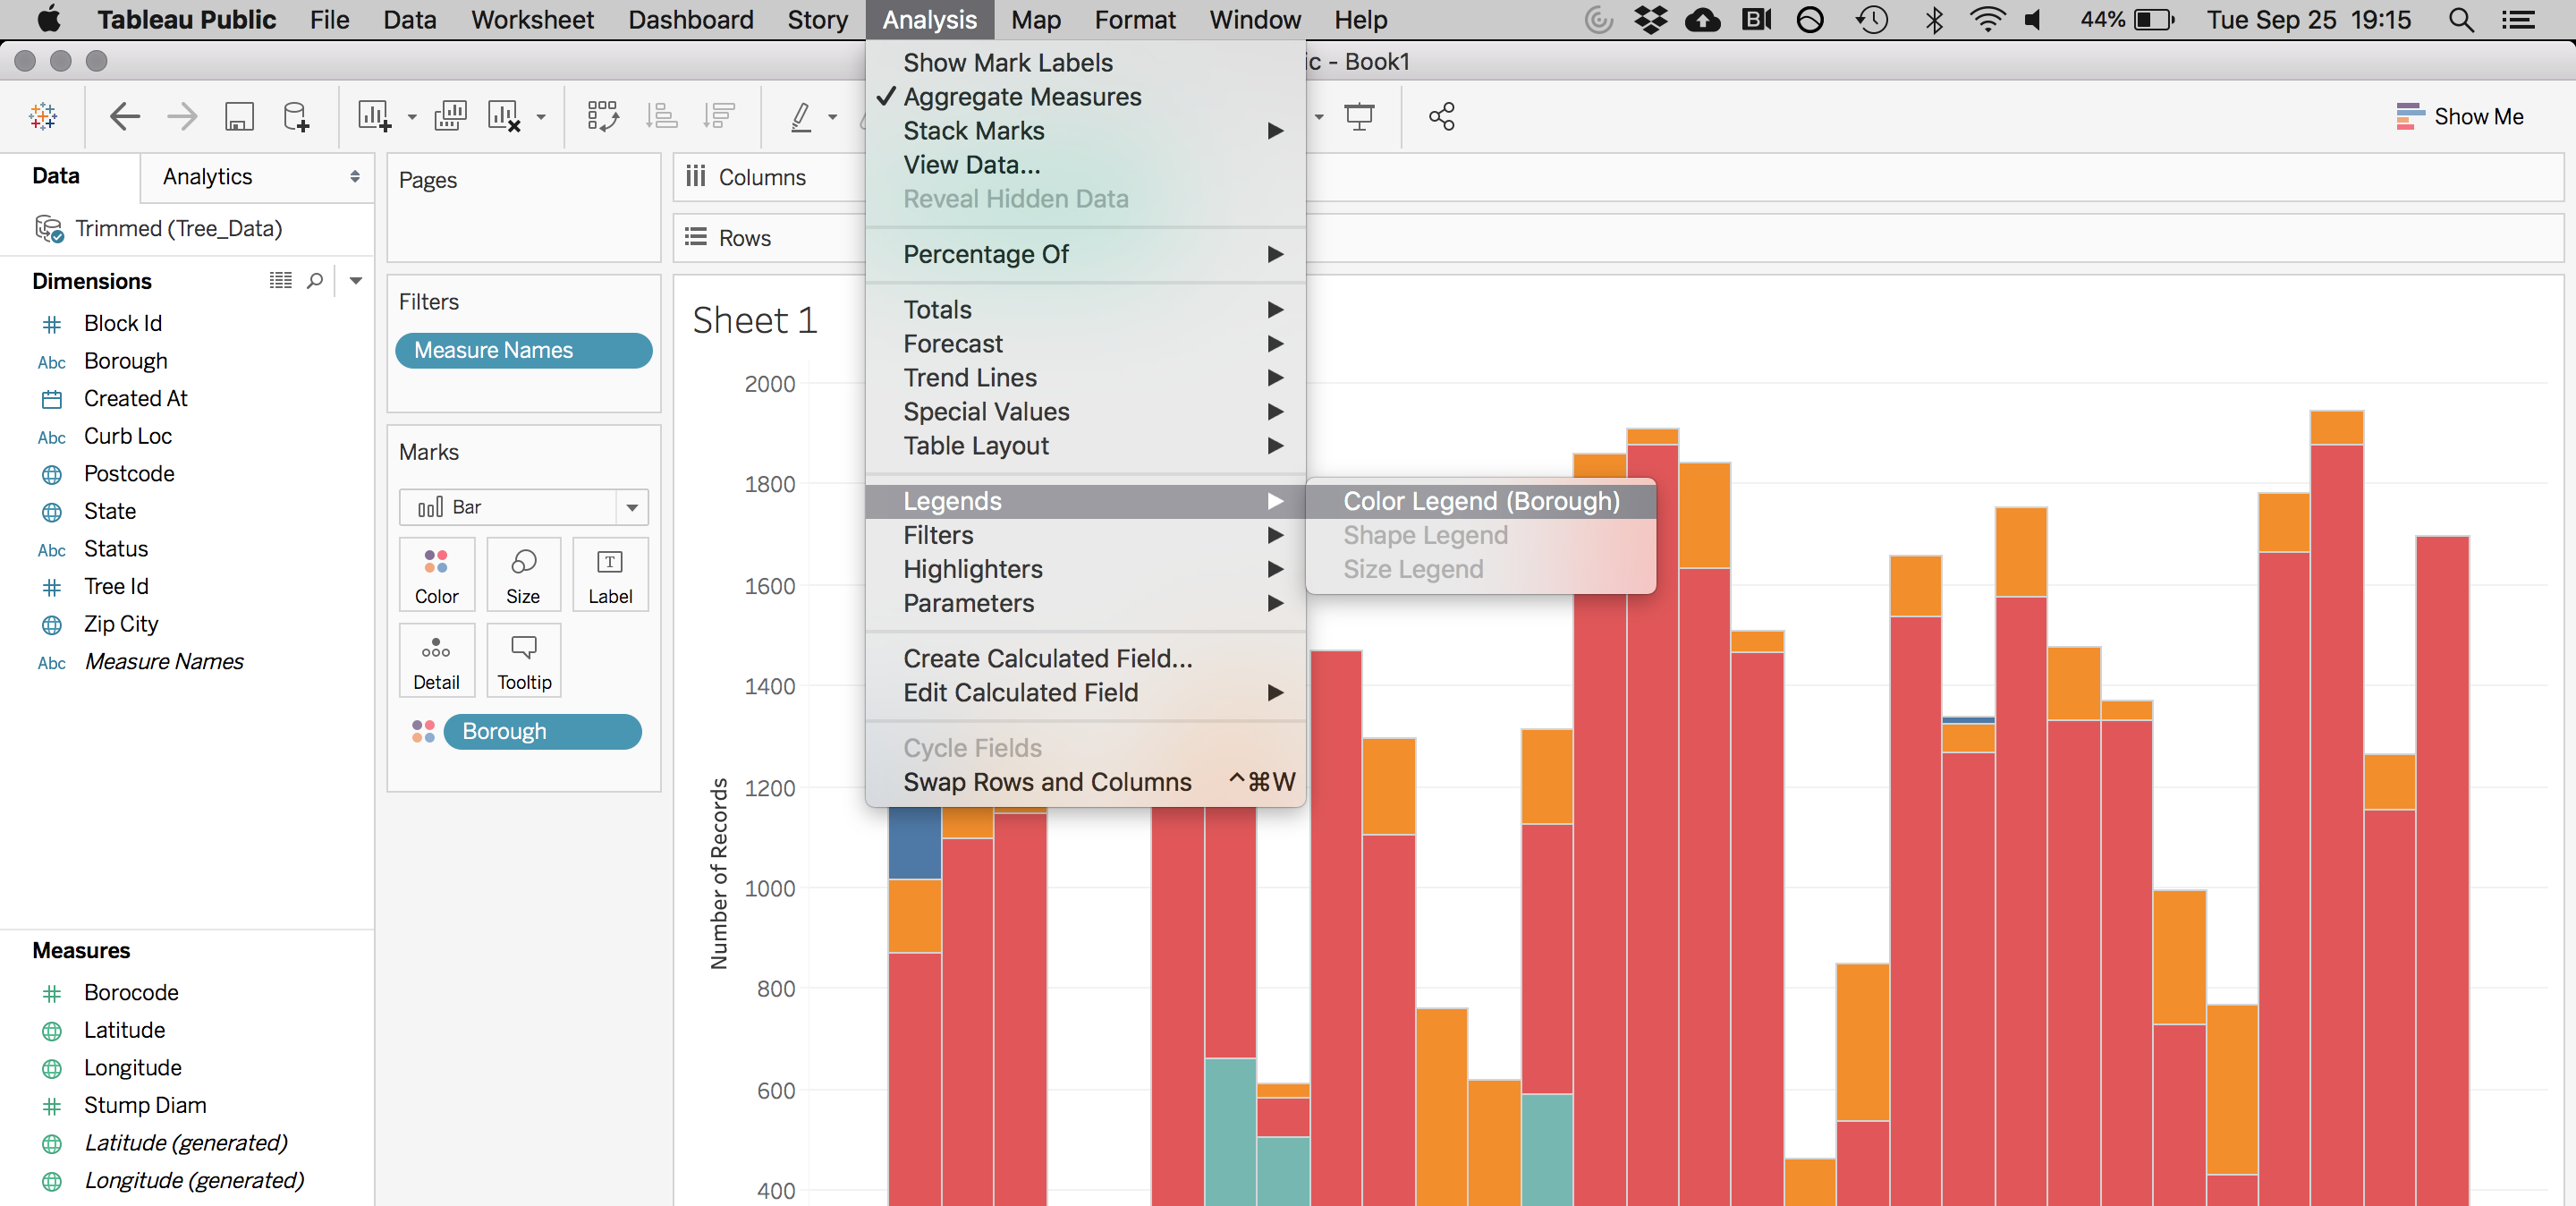 Tableau Public File Data Worksheet Dashboard Story Analysis Map Format Window Help 44% Tue Sep 25 19:15
ic - Book1
Show Me
Data Analytics
Trimmed (Tree_Data)
Dimensions
Block Id
Abc Borough
Created At
Abc Curb Loc
Postcode
State
Abc Status
Tree Id
Zip City
Abc Measure Names
Measures
Borocode
Latitude
Longitude
Stump Diam
Latitude (generated)
Longitude (generated)
Pages
Filters
Measure Names
Marks
Bar
Color Size Label
Detail Tooltip
Borough
Columns
Rows
Sheet 1
Number of Records
2000
1800
1600
1400
1200
1000
800
600
400
Show Mark Labels
✓ Aggregate Measures
Stack Marks
View Data...
Reveal Hidden Data
Percentage Of
Totals
Forecast
Trend Lines
Special Values
Table Layout
Legends
Filters
Highlighters
Parameters
Create Calculated Field...
Edit Calculated Field
Cycle Fields
Swap Rows and Columns ^⌘W
Color Legend (Borough)
Shape Legend
Size Legend